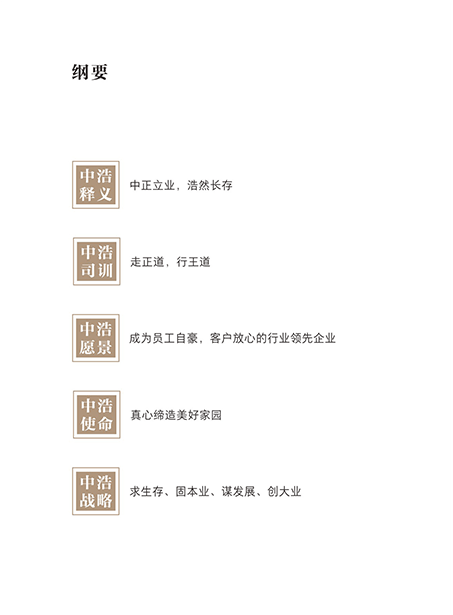 纲要
中浩
释义
中正立业，浩然长存
中浩
司训
走正道，行王道
中浩
愿景
成为员工自豪，客户放心的行业领先企业
中浩
使命
真心缔造美好家园
中浩
战略
求生存、固本业、谋发展、创大业